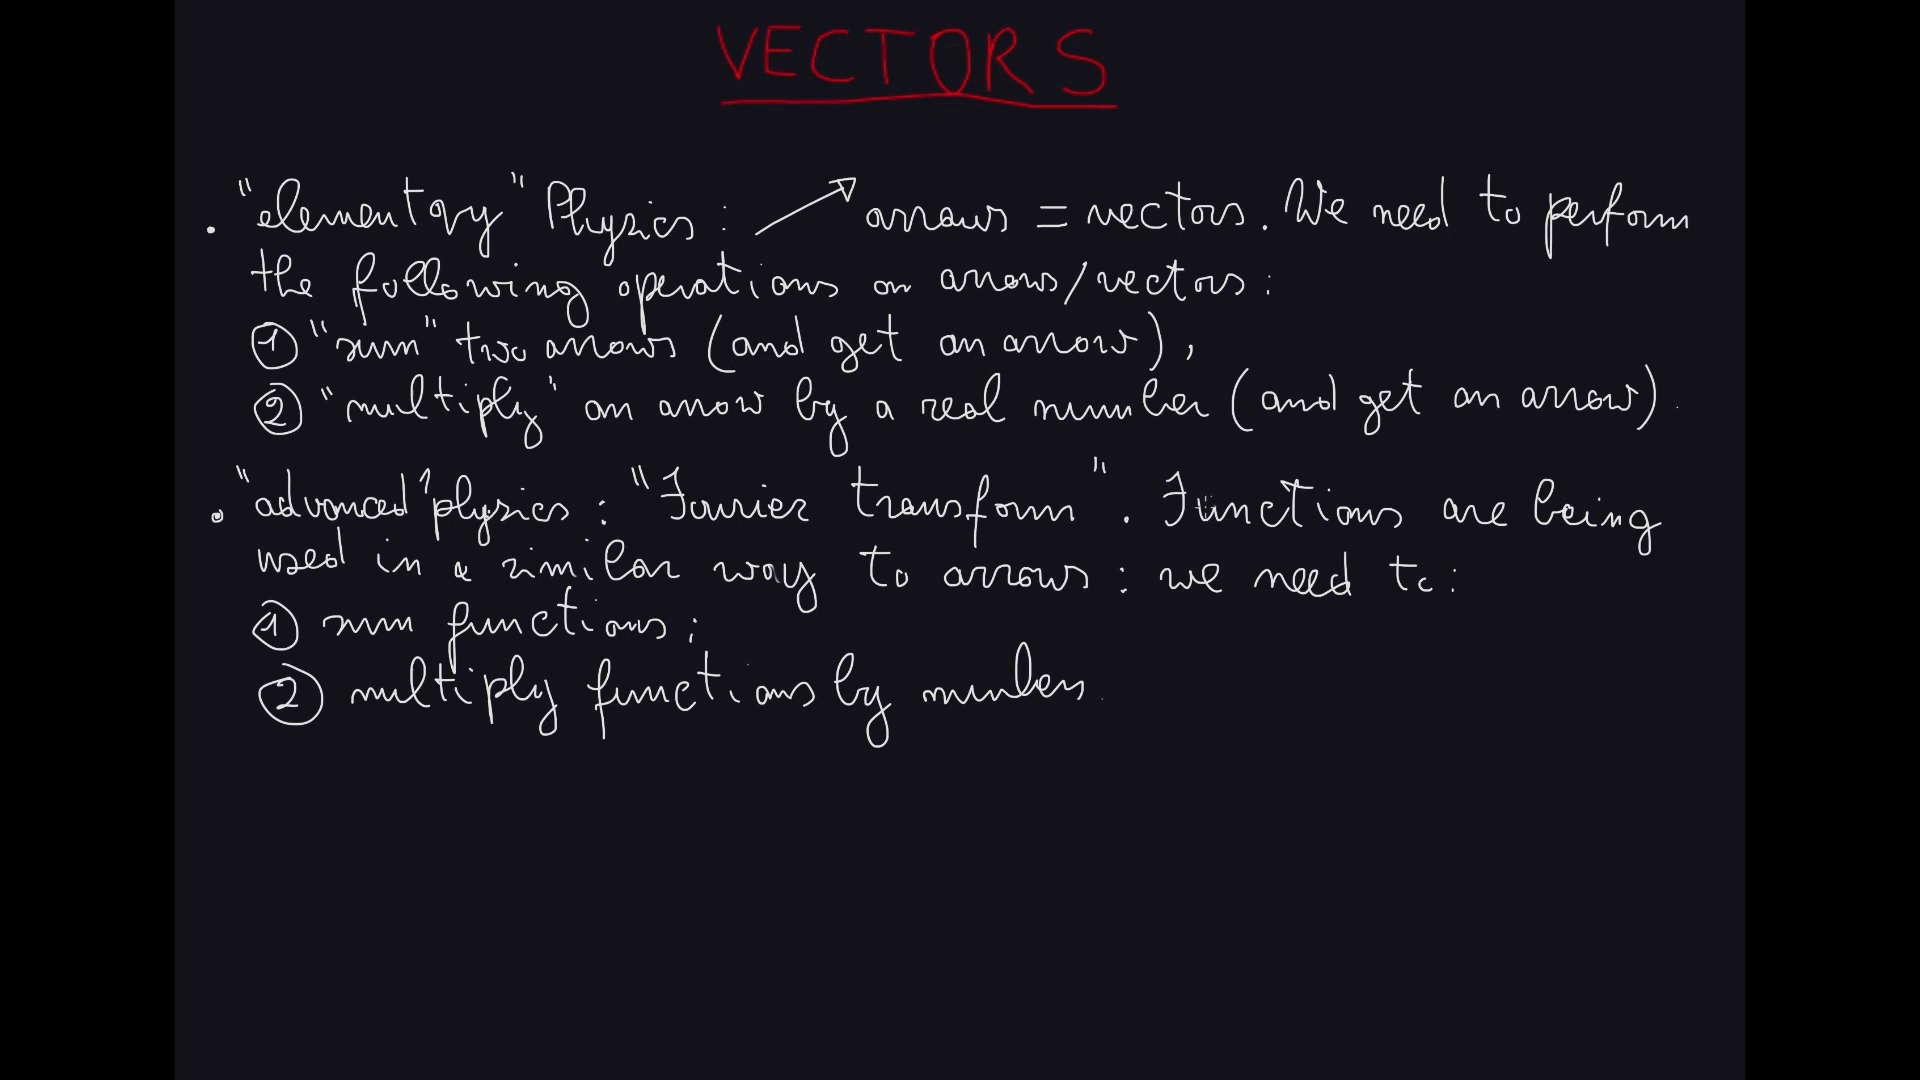 VECTORS
• "elementary" Physics: arrows = vectors. We need to perform
the following operations on arrows/vectors:
① "sum" two arrows (and get an arrow),
② "multiply" an arrow by a real number (and get an arrow).
• "advanced" physics: "Fourier transform". Functions are being
used in a similar way to arrows: we need to:
① sum functions;
② multiply functions by numbers.